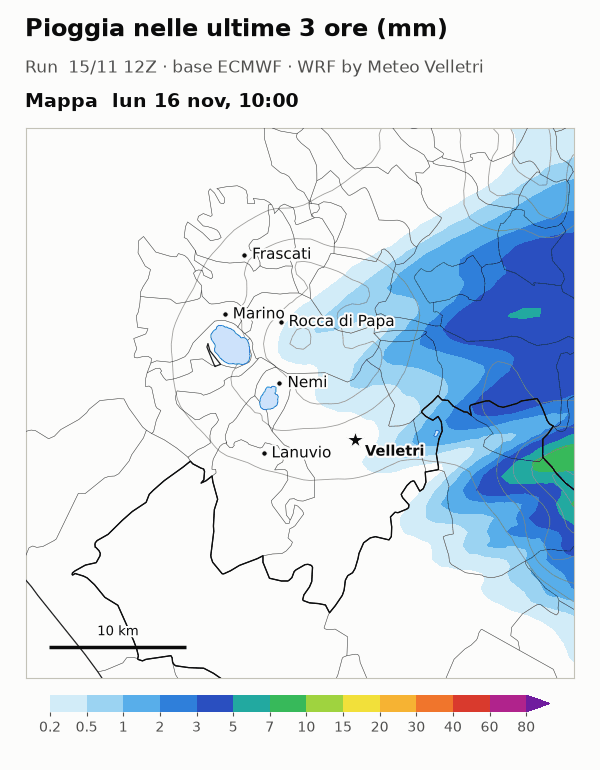 Pioggia nelle ultime 3 ore (mm)
Run  15/11 12Z · base ECMWF · WRF by Meteo Velletri
Mappa  lun 16 nov, 10:00
Frascati
Marino
Rocca di Papa
Nemi
Velletri
Lanuvio
10 km
0.2 0.5 1 2 3 5 7 10 15 20 30 40 60 80